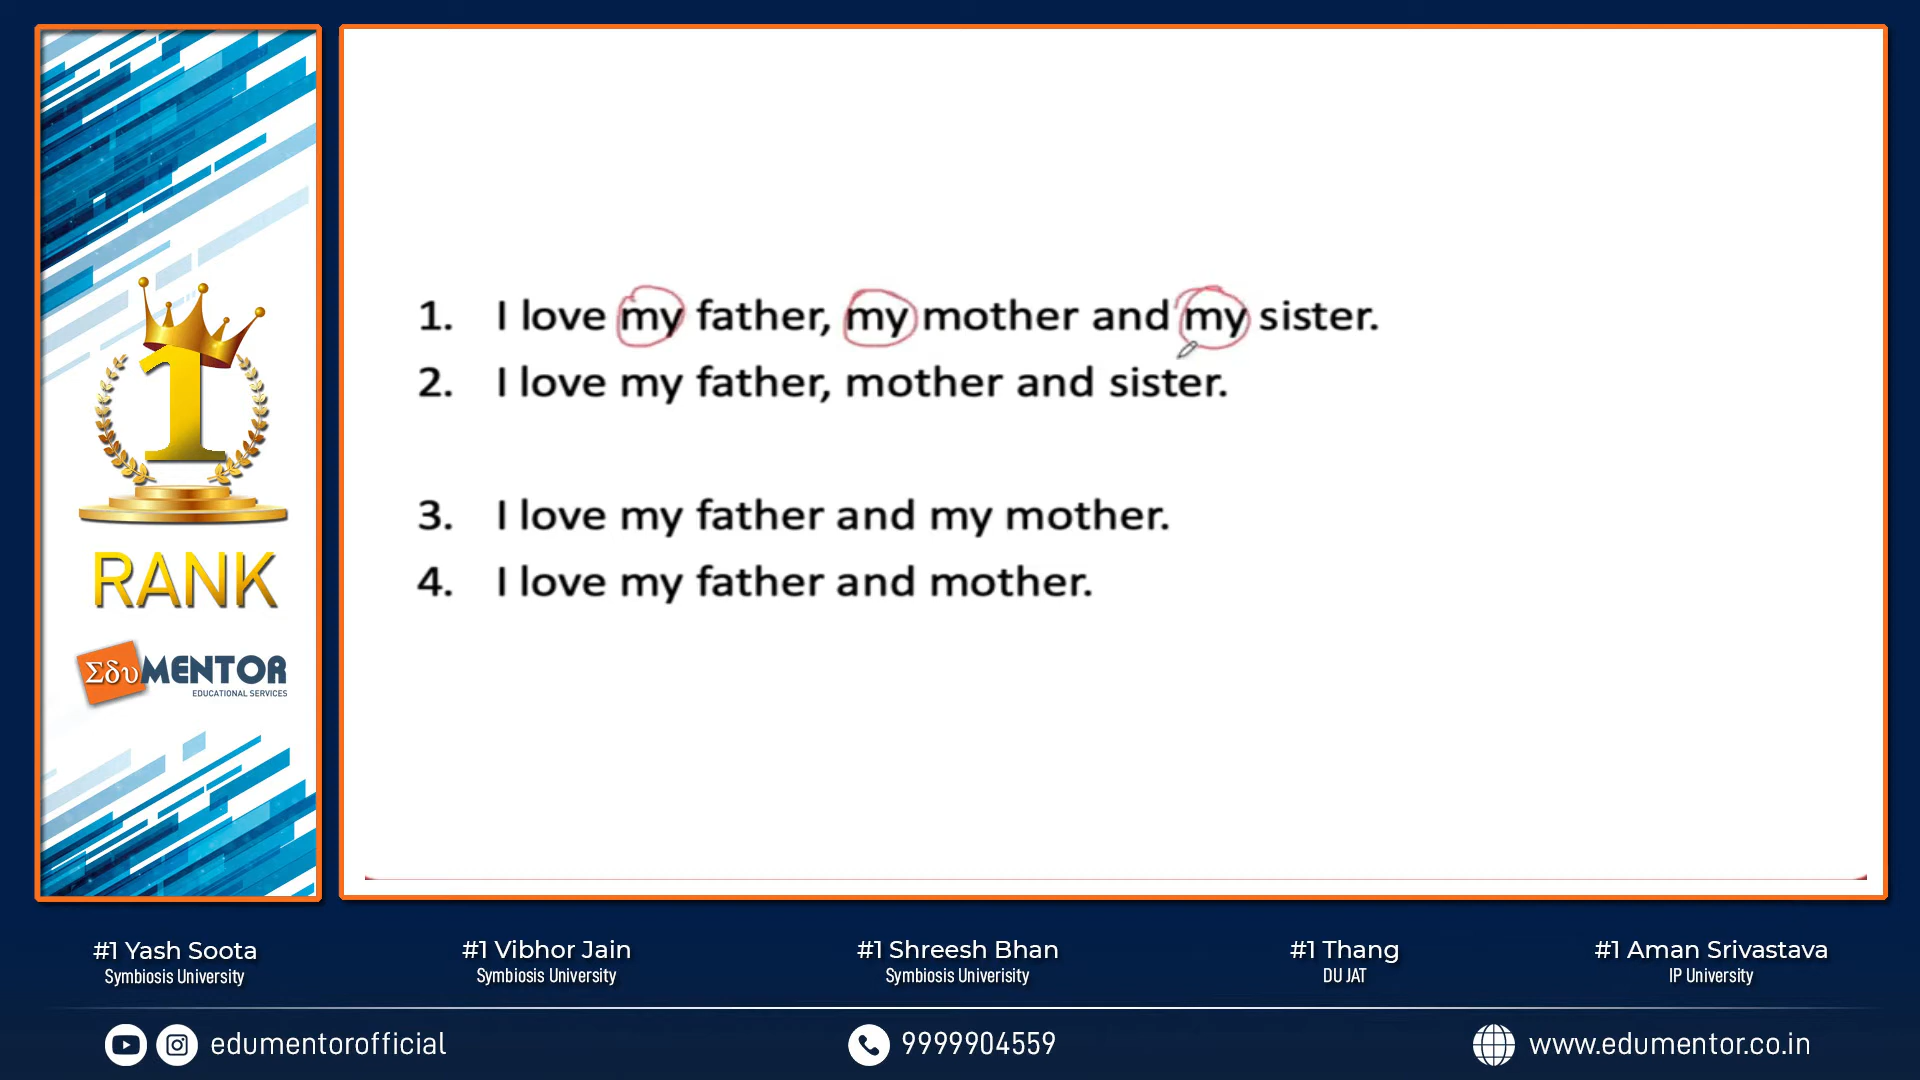 1. I love my father, my mother and my sister.
2. I love my father, mother and sister.
3. I love my father and my mother.
4. I love my father and mother.
1
RANK
Σδυ MENTOR
EDUCATIONAL SERVICES
#1 Yash Soota
Symbiosis University
#1 Vibhor Jain
Symbiosis University
#1 Shreesh Bhan
Symbiosis Univerisity
#1 Thang
DU JAT
#1 Aman Srivastava
IP University
edumentorofficial
9999904559
www.edumentor.co.in